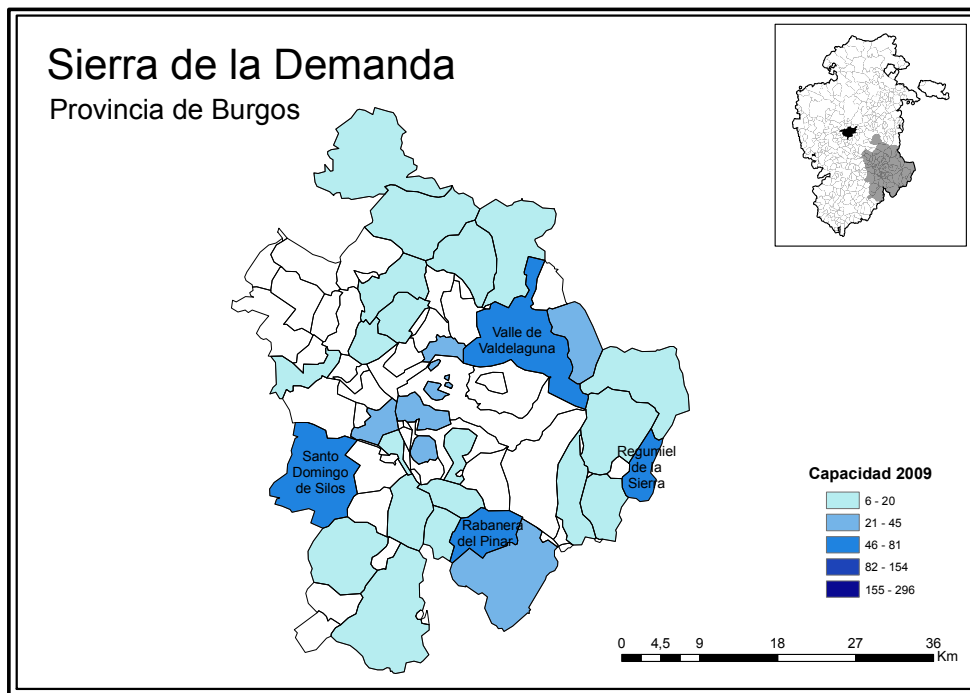 Sierra de la Demanda
Provincia de Burgos
Valle de
Valdelaguna
Santo
Domingo
de Silos
Regumiel
de la
Sierra
Rabanera
del Pinar
Capacidad 2009
6 - 20
21 - 45
46 - 81
82 - 154
155 - 296
0 4,5 9 18 27 36
Km